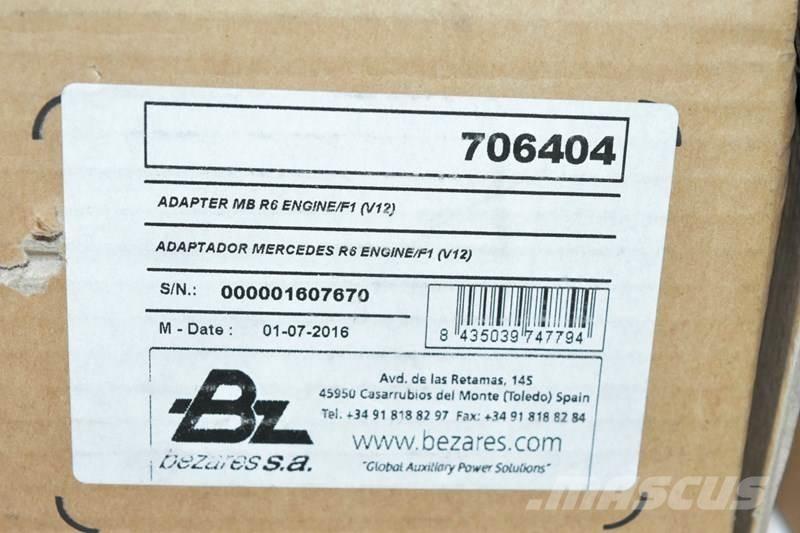 706404
ADAPTER MB R6 ENGINE/F1 (V12)
ADAPTADOR MERCEDES R6 ENGINE/F1 (V12)
S/N.: 000001607670
M - Date : 01-07-2016
8 435039 747794
BZ
bezares s.a.
Avd. de las Retamas, 145
45950 Casarrubios del Monte (Toledo) Spain
Tel. +34 91 818 82 97 Fax: +34 91 818 82 84
www.bezares.com
"Global Auxiliary Power Solutions"
MASCUS